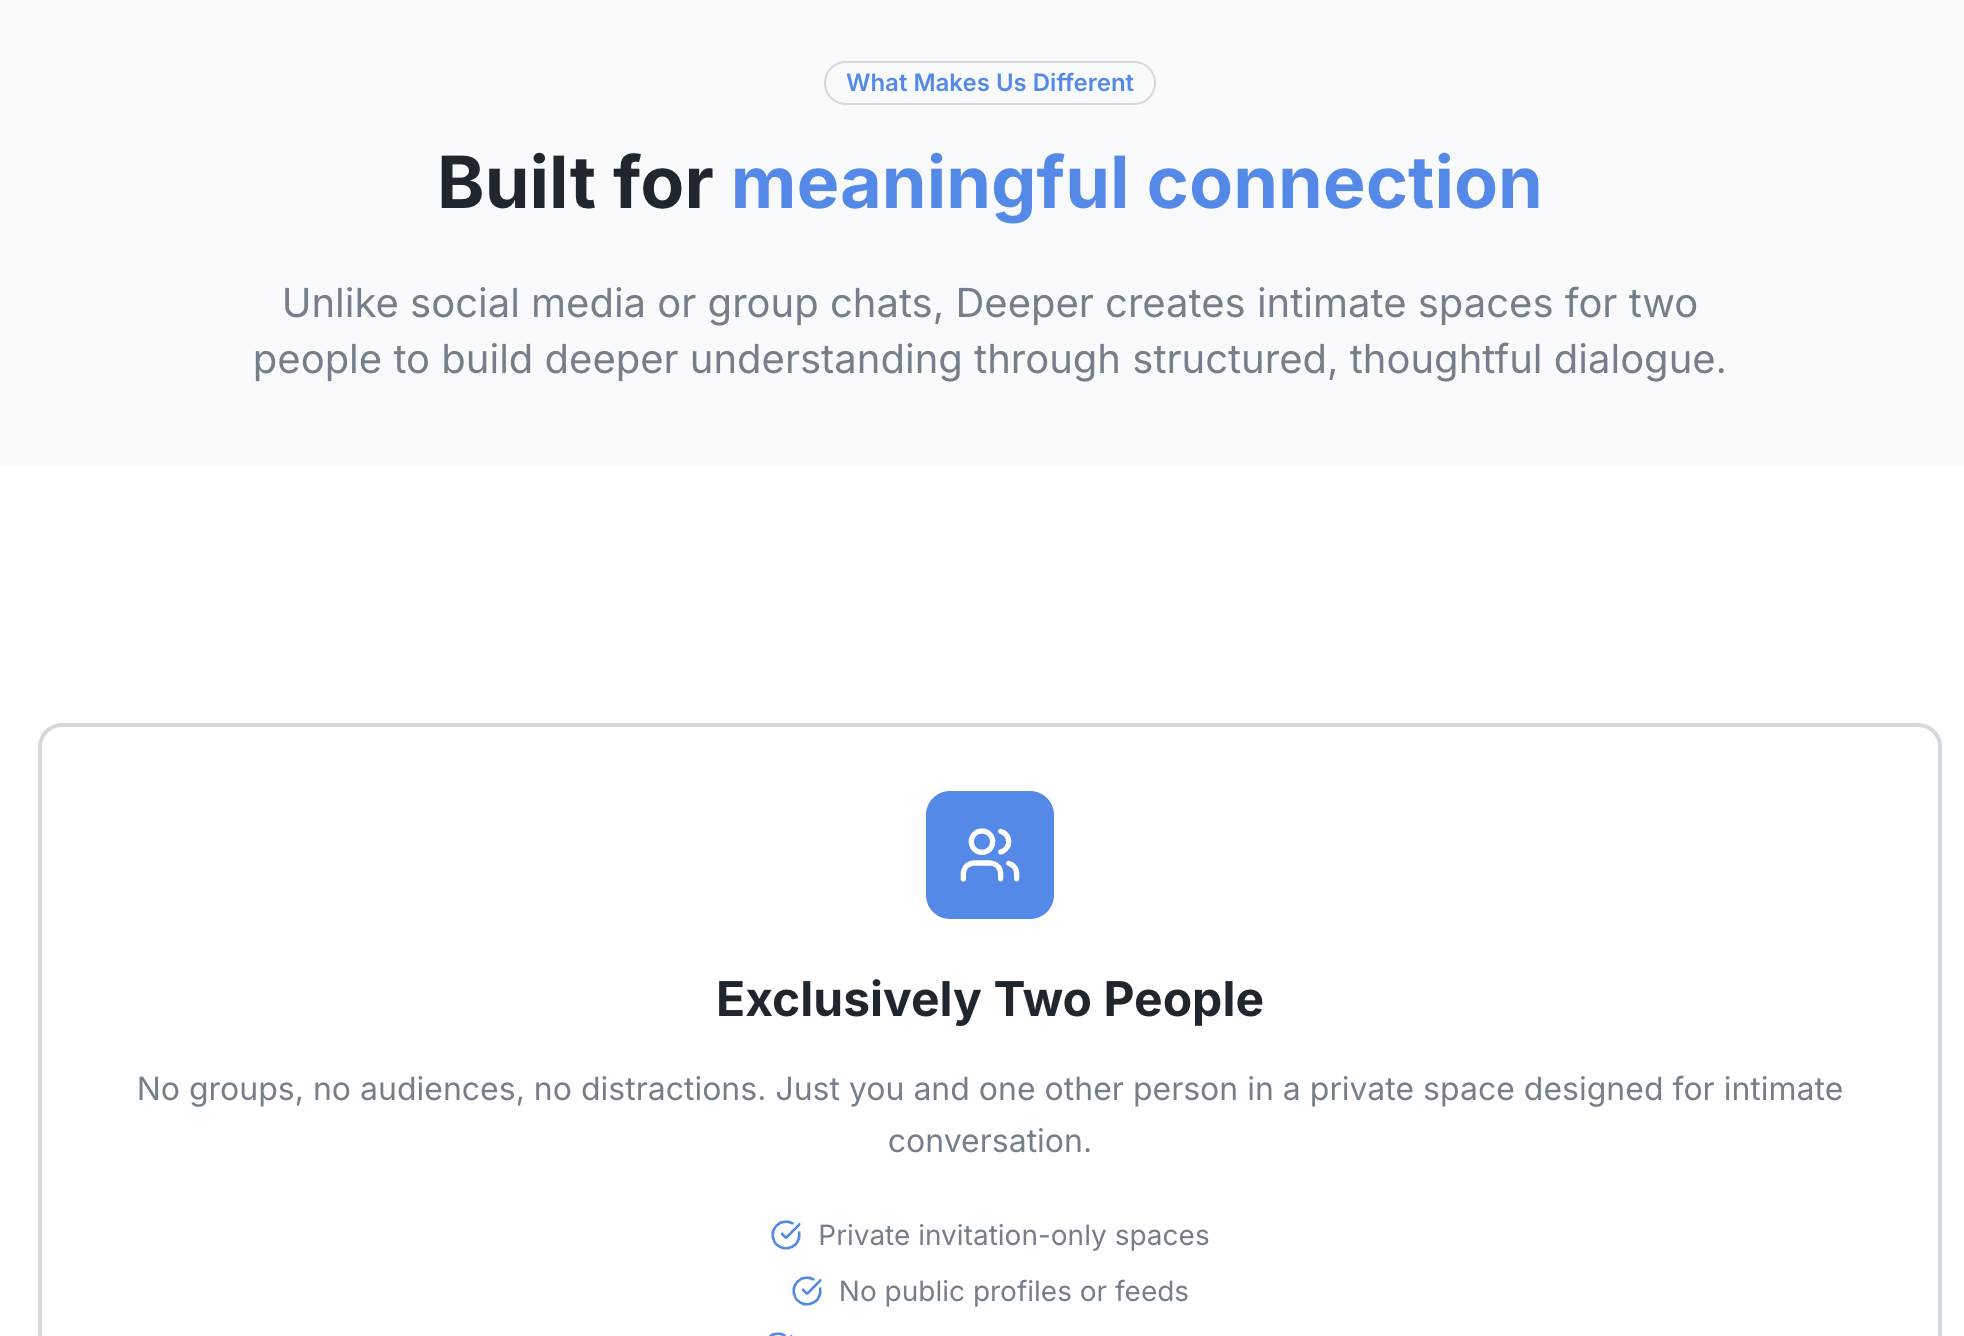 What Makes Us Different
Built for meaningful connection
Unlike social media or group chats, Deeper creates intimate spaces for two
people to build deeper understanding through structured, thoughtful dialogue.
Exclusively Two People
No groups, no audiences, no distractions. Just you and one other person in a private space designed for intimate
conversation.
Private invitation-only spaces
No public profiles or feeds